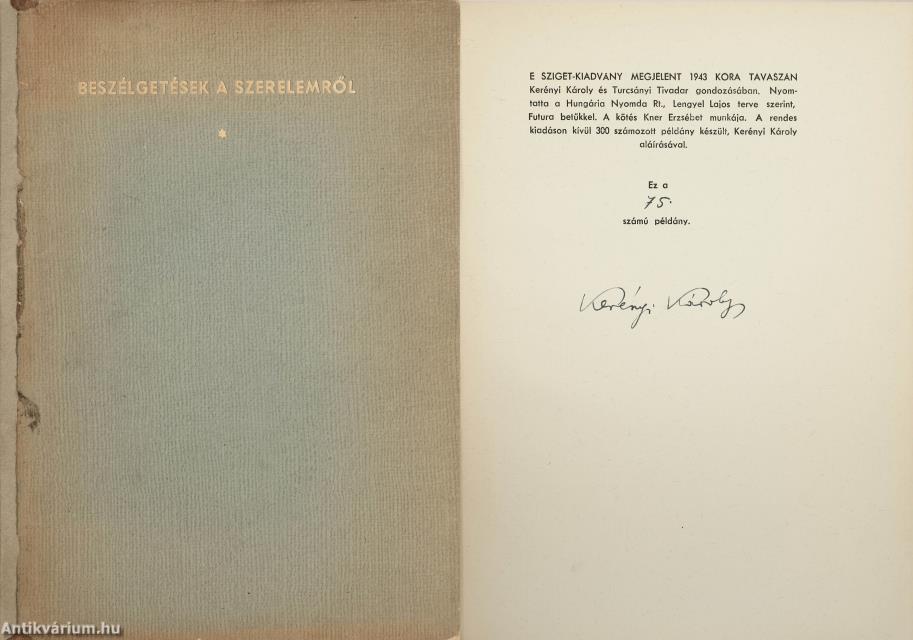 BESZÉLGETÉSEK A SZERELEMRŐL
E SZIGET-KIADVÁNY MEGJELENT 1943 KORA TAVASZÁN
Kerényi Károly és Turcsányi Tivadar gondozásában. Nyom-
tatta a Hungária Nyomda Rt., Lengyel Lajos terve szerint,
Futura betűkkel. A kötés Kner Erzsébet munkája. A rendes
kiadáson kívül 300 számozott példány készült, Kerényi Károly
aláírásával.
Ez a
75.
számú példány.
Kerényi Károly
Antikvárium.hu